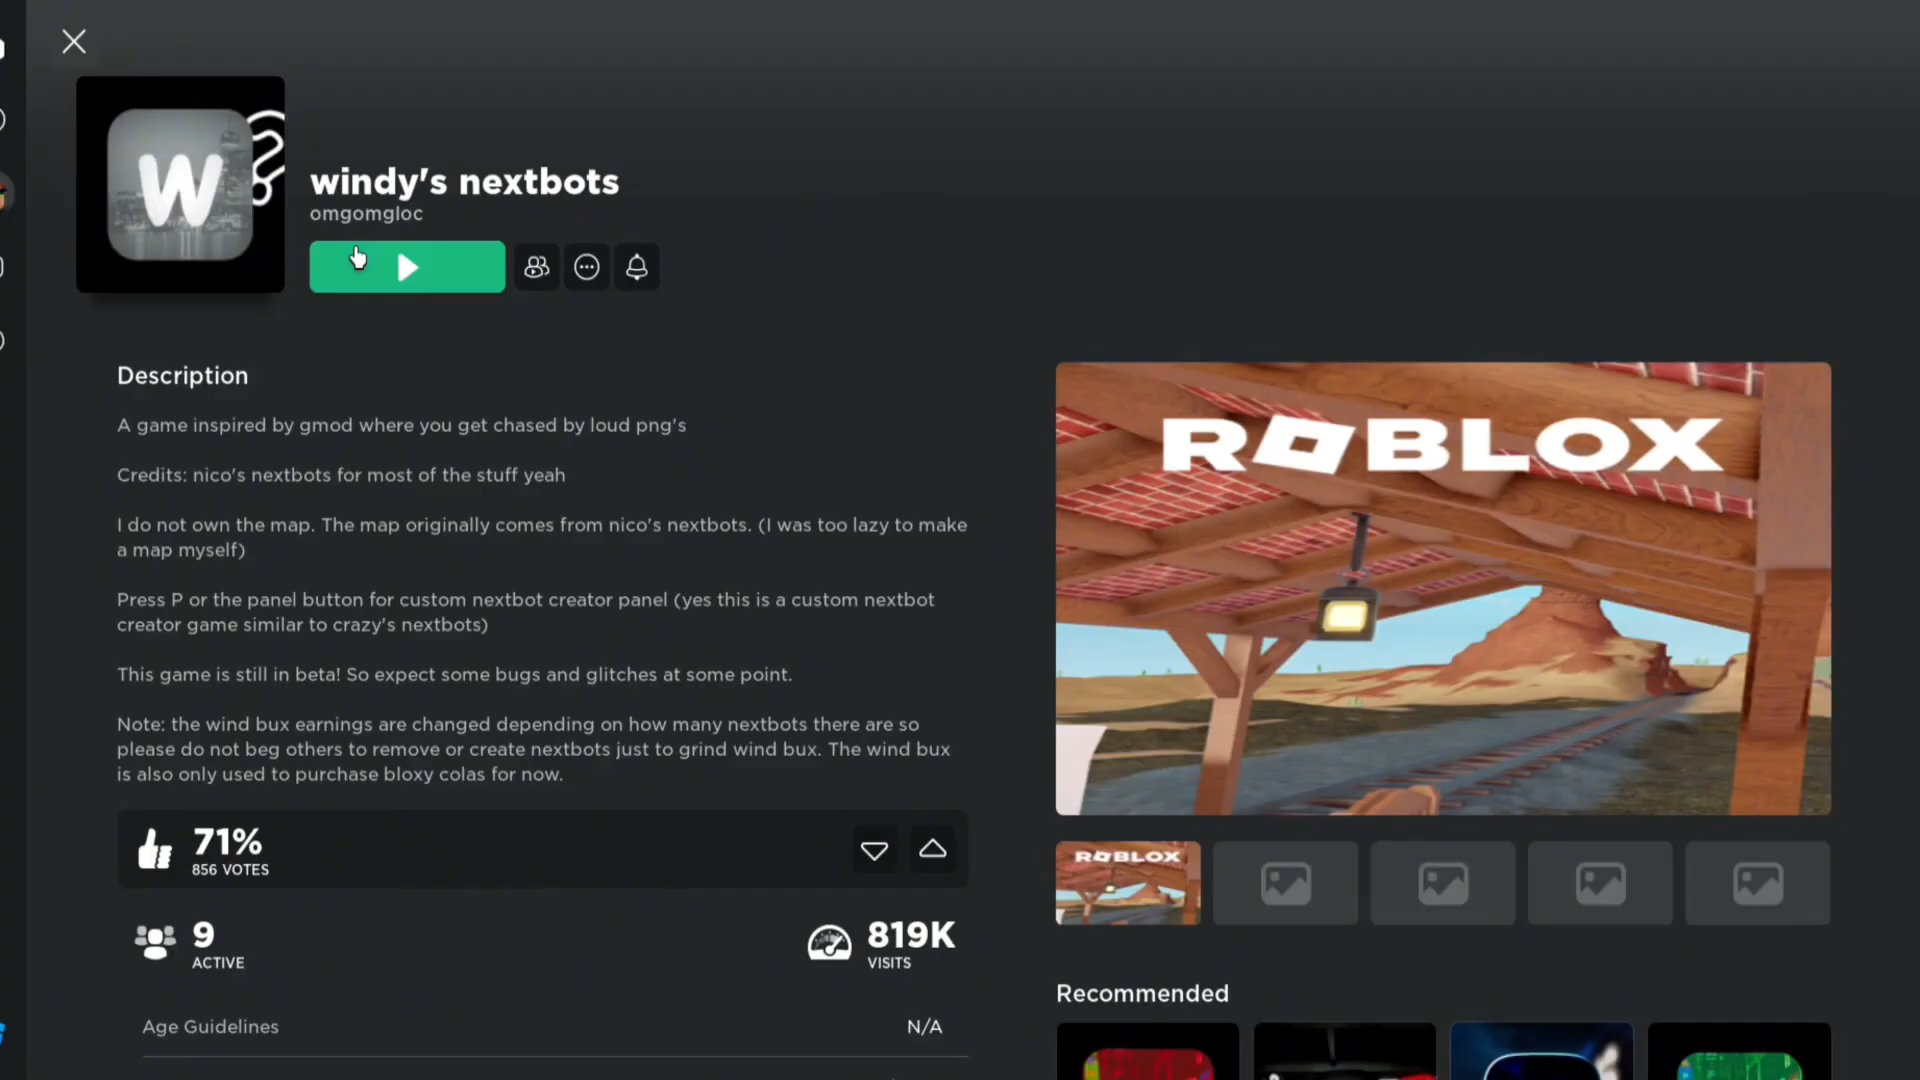 W
windy's nextbots
omgomgloc
Description
A game inspired by gmod where you get chased by loud png's
Credits: nico's nextbots for most of the stuff yeah
I do not own the map. The map originally comes from nico's nextbots. (I was too lazy to make
a map myself)
Press P or the panel button for custom nextbot creator panel (yes this is a custom nextbot
creator game similar to crazy's nextbots)
This game is still in beta! So expect some bugs and glitches at some point.
Note: the wind bux earnings are changed depending on how many nextbots there are so
please do not beg others to remove or create nextbots just to grind wind bux. The wind bux
is also only used to purchase bloxy colas for now.
71%
856 VOTES
9
ACTIVE
819K
VISITS
Age Guidelines
N/A
ROBLOX
ROBLOX
Recommended